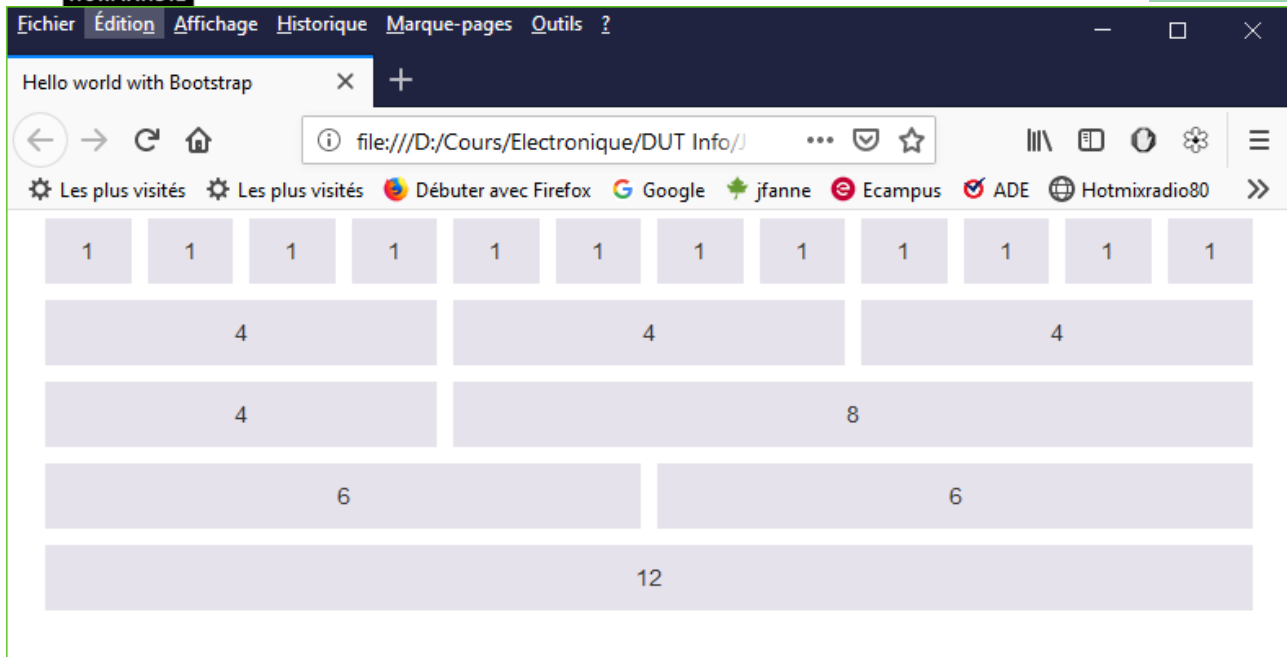 Fichier Édition Affichage Historique Marque-pages Outils ?
Hello world with Bootstrap
file:///D:/Cours/Electronique/DUT Info/J
Les plus visités Les plus visités Débuter avec Firefox G Google jfanne Ecampus ADE Hotmixradio80
1 1 1 1 1 1 1 1 1 1 1 1
4 4 4
4 8
6 6
12